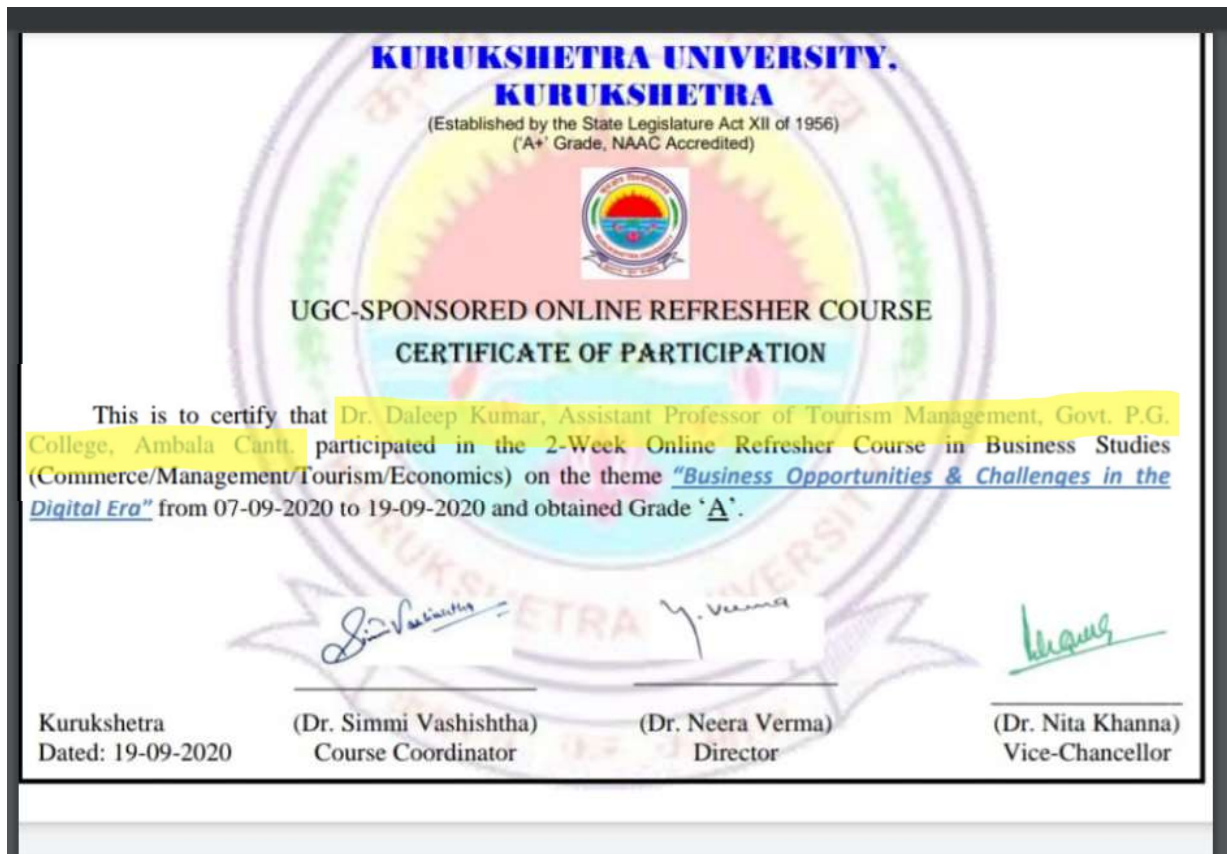 KURUKSHETRA UNIVERSITY,
KURUKSHETRA
(Established by the State Legislature Act XII of 1956)
('A+' Grade, NAAC Accredited)
UGC-SPONSORED ONLINE REFRESHER COURSE
CERTIFICATE OF PARTICIPATION
This is to certify that Dr. Daleep Kumar, Assistant Professor of Tourism Management, Govt. P.G.
College, Ambala Cantt. participated in the 2-Week Online Refresher Course in Business Studies
(Commerce/Management/Tourism/Economics) on the theme "Business Opportunities & Challenges in the
Digital Era" from 07-09-2020 to 19-09-2020 and obtained Grade 'A'.
KURUKSHETRA UNIVERSITY
Kurukshetra (Dr. Simmi Vashishtha) (Dr. Neera Verma) (Dr. Nita Khanna)
Dated: 19-09-2020 Course Coordinator Director Vice-Chancellor